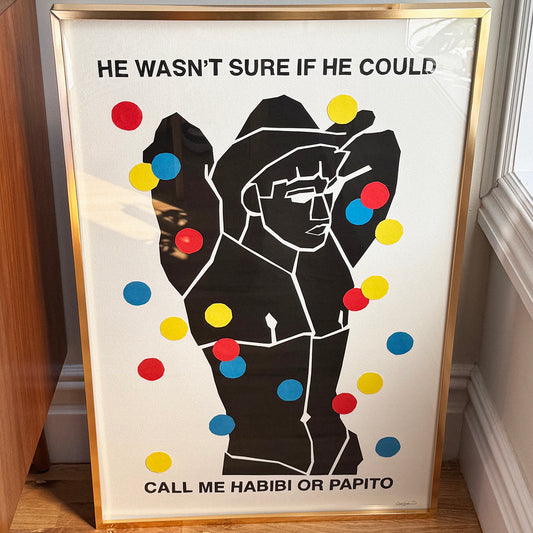 HE WASN'T SURE IF HE COULD
CALL ME HABIBI OR PAPITO